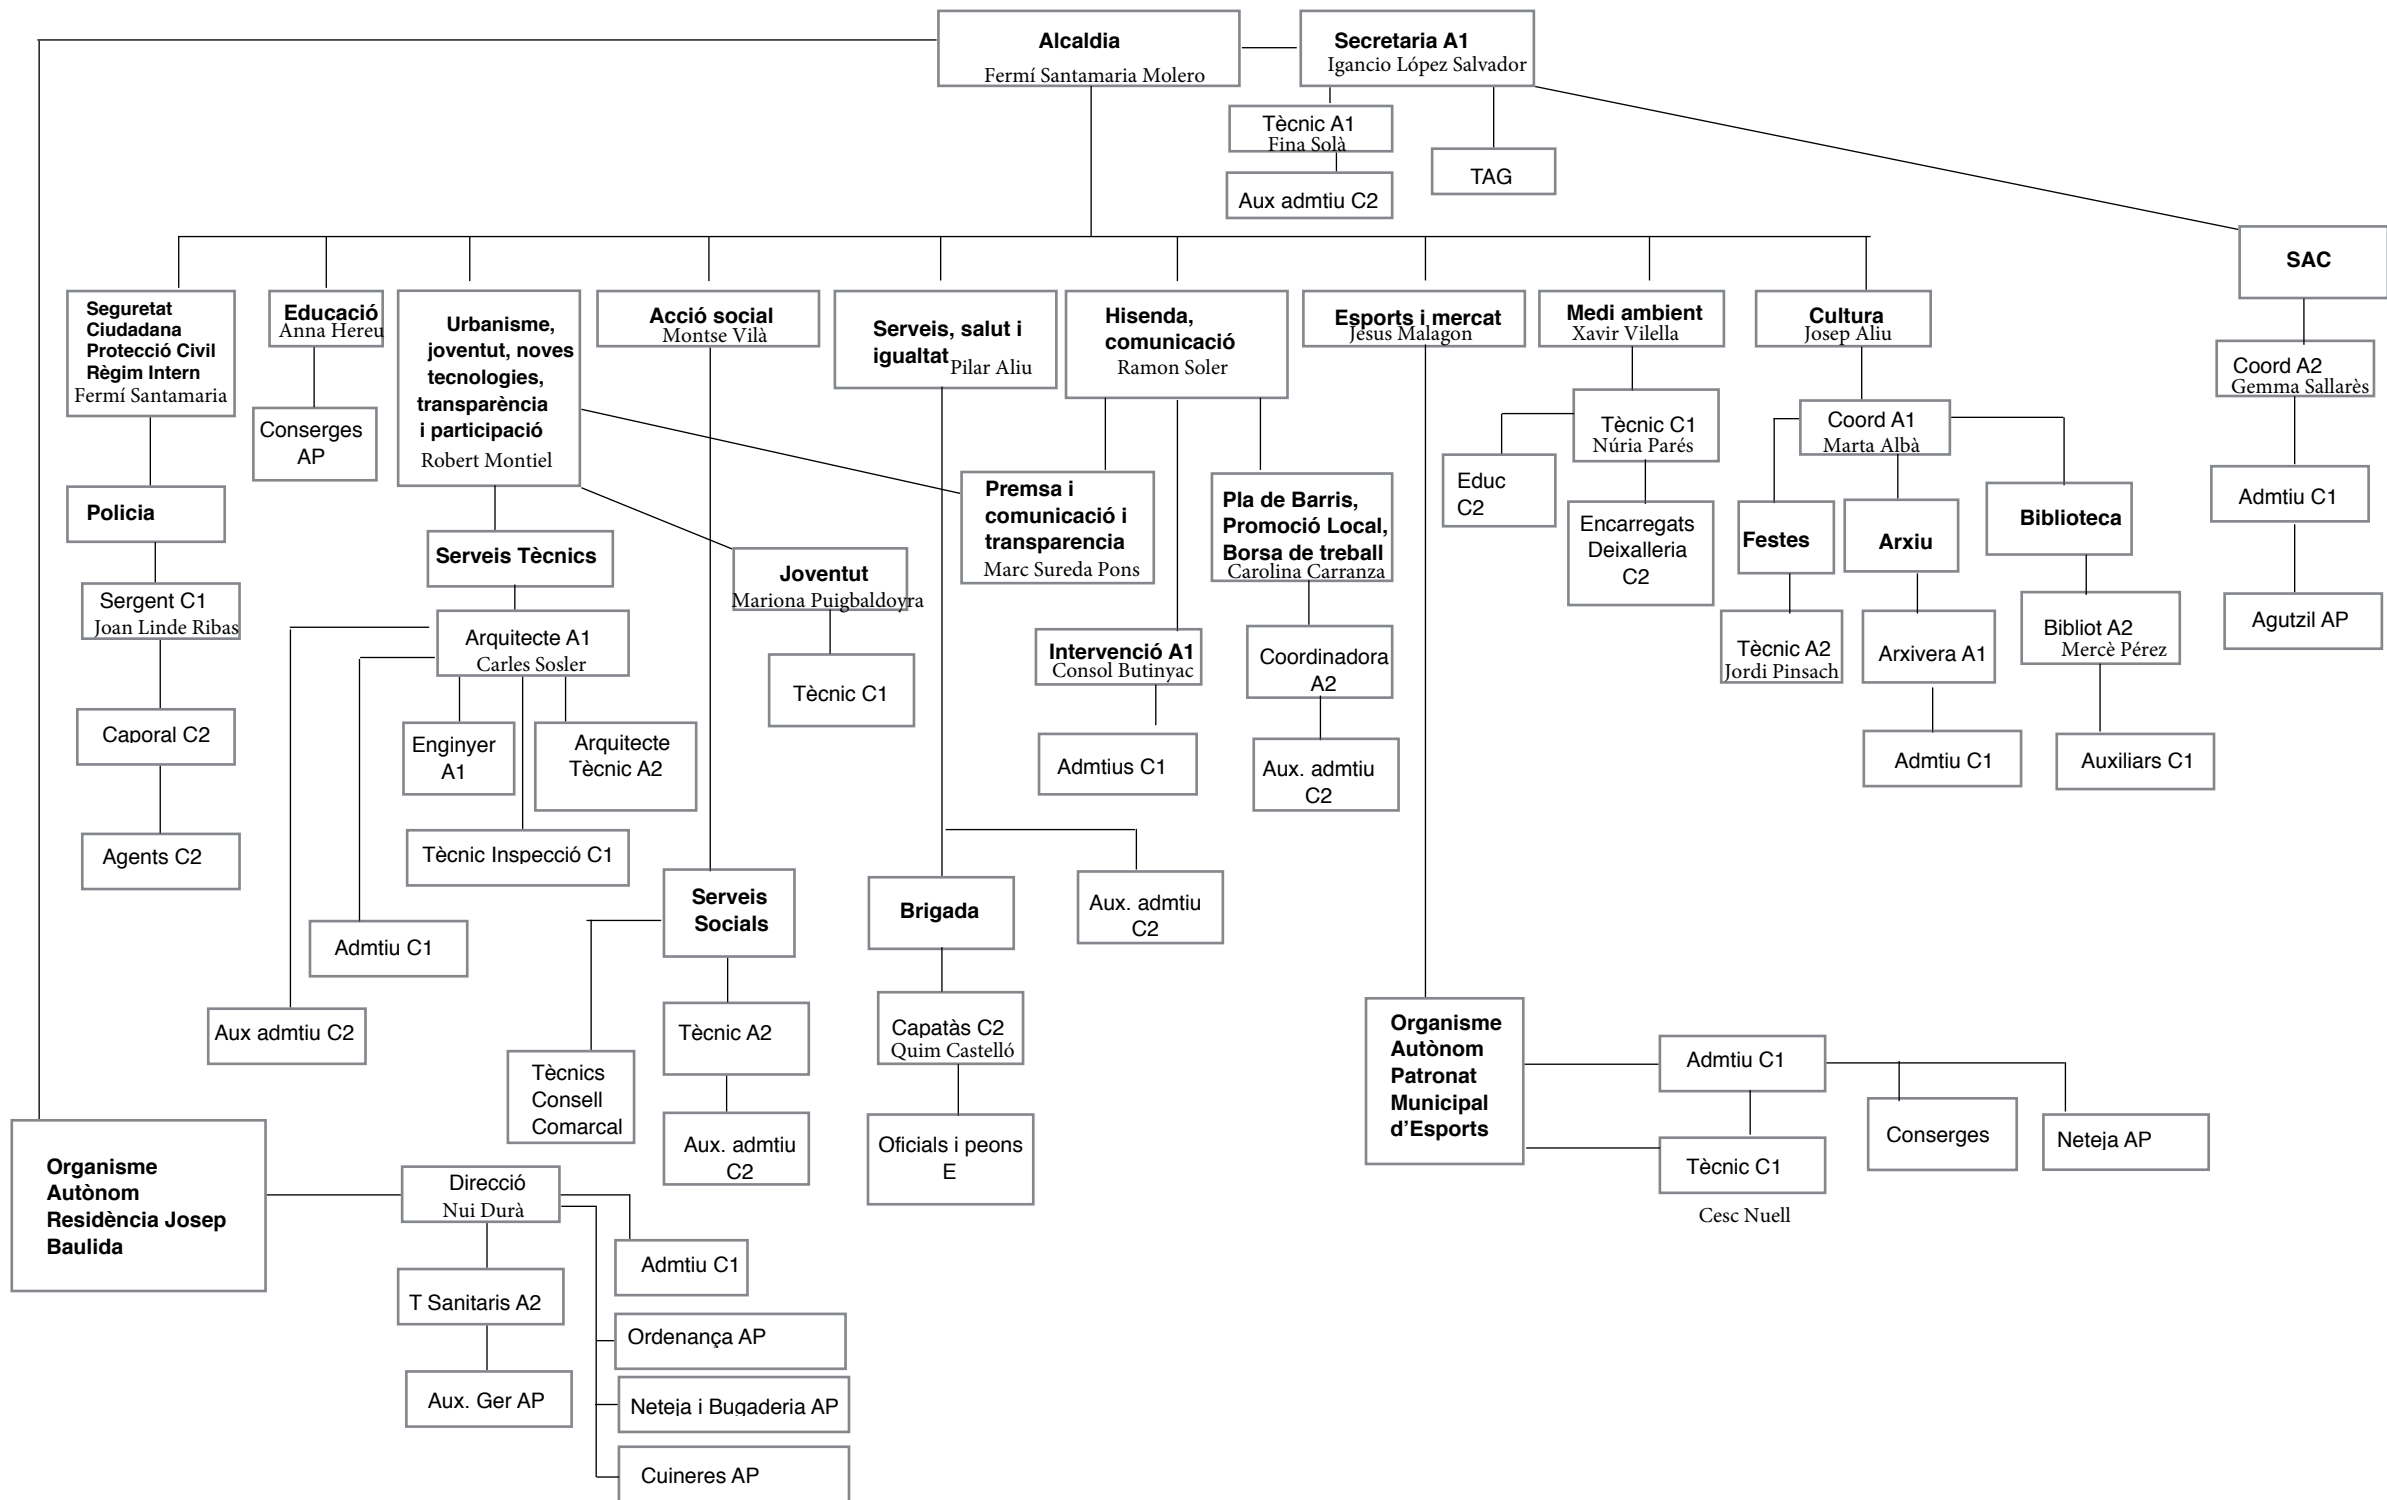 Alcaldia
Fermí Santamaria Molero
Secretaria A1
Igancio López Salvador
Tècnic A1
Fina Solà
Aux admtiu C2
TAG
SAC
Coord A2
Gemma Sallarès
Admtiu C1
Agutzil AP
Seguretat
Ciudadana
Protecció Civil
Règim Intern
Fermí Santamaria
Policia
Sergent C1
Joan Linde Ribas
Caporal C2
Agents C2
Educació
Anna Hereu
Conserges
AP
Urbanisme,
joventut, noves
tecnologies,
transparència
i participació
Robert Montiel
Serveis Tècnics
Arquitecte A1
Carles Sosler
Enginyer
A1
Arquitecte
Tècnic A2
Tècnic Inspecció C1
Admtiu C1
Aux admtiu C2
Joventut
Mariona Puigbaldoyra
Tècnic C1
Acció social
Montse Vilà
Serveis
Socials
Tècnics
Consell
Comarcal
Tècnic A2
Aux. admtiu
C2
Serveis, salut i
igualtat Pilar Aliu
Brigada
Capatàs C2
Quim Castelló
Oficials i peons
E
Aux. admtiu
C2
Hisenda,
comunicació
Ramon Soler
Premsa i
comunicació i
transparencia
Marc Sureda Pons
Intervenció A1
Consol Butinyac
Admtius C1
Pla de Barris,
Promoció Local,
Borsa de treball
Carolina Carranza
Coordinadora
A2
Aux. admtiu
C2
Esports i mercat
Jesus Malagon
Organisme
Autònom
Patronat
Municipal
d'Esports
Admtiu C1
Tècnic C1
Cesc Nuell
Conserges
Neteja AP
Medi ambient
Xavir Vilella
Tècnic C1
Núria Parés
Educ
C2
Encarregats
Deixalleria
C2
Cultura
Josep Aliu
Coord A1
Marta Albà
Festes
Tècnic A2
Jordi Pinsach
Arxiu
Arxivera A1
Admtiu C1
Biblioteca
Bibliot A2
Mercè Pérez
Auxiliars C1
Organisme
Autònom
Residència Josep
Baulida
Direcció
Nui Durà
T Sanitaris A2
Aux. Ger AP
Admtiu C1
Ordenança AP
Neteja i Bugaderia AP
Cuineres AP